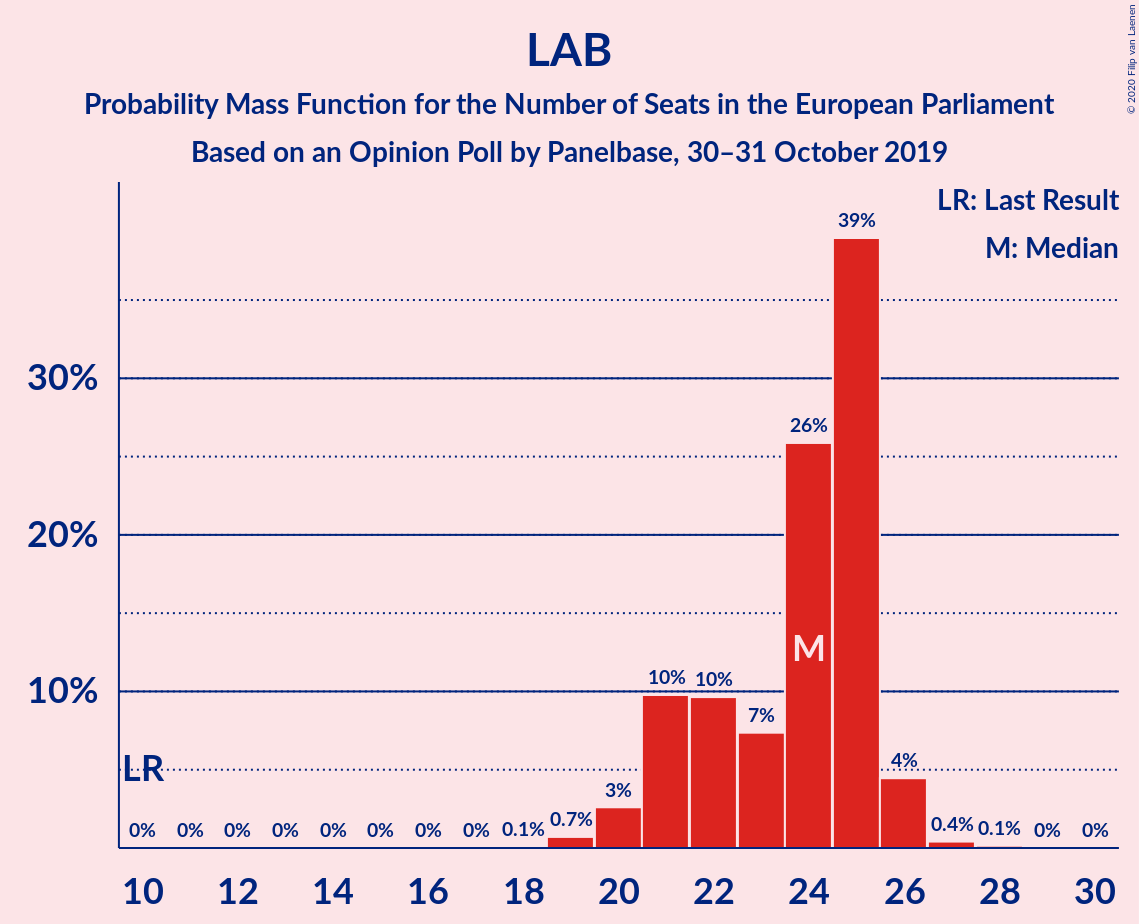 LAB
Probability Mass Function for the Number of Seats in the European Parliament
Based on an Opinion Poll by Panelbase, 30–31 October 2019
© 2020 Filip van Laenen
LR: Last Result
M: Median
39%
30%
26%
20%
M
10%
10% 10%
7%
LR
4%
3%
0% 0% 0% 0% 0% 0% 0% 0% 0.1% 0.7% 0.4% 0.1% 0% 0%
10 12 14 16 18 20 22 24 26 28 30